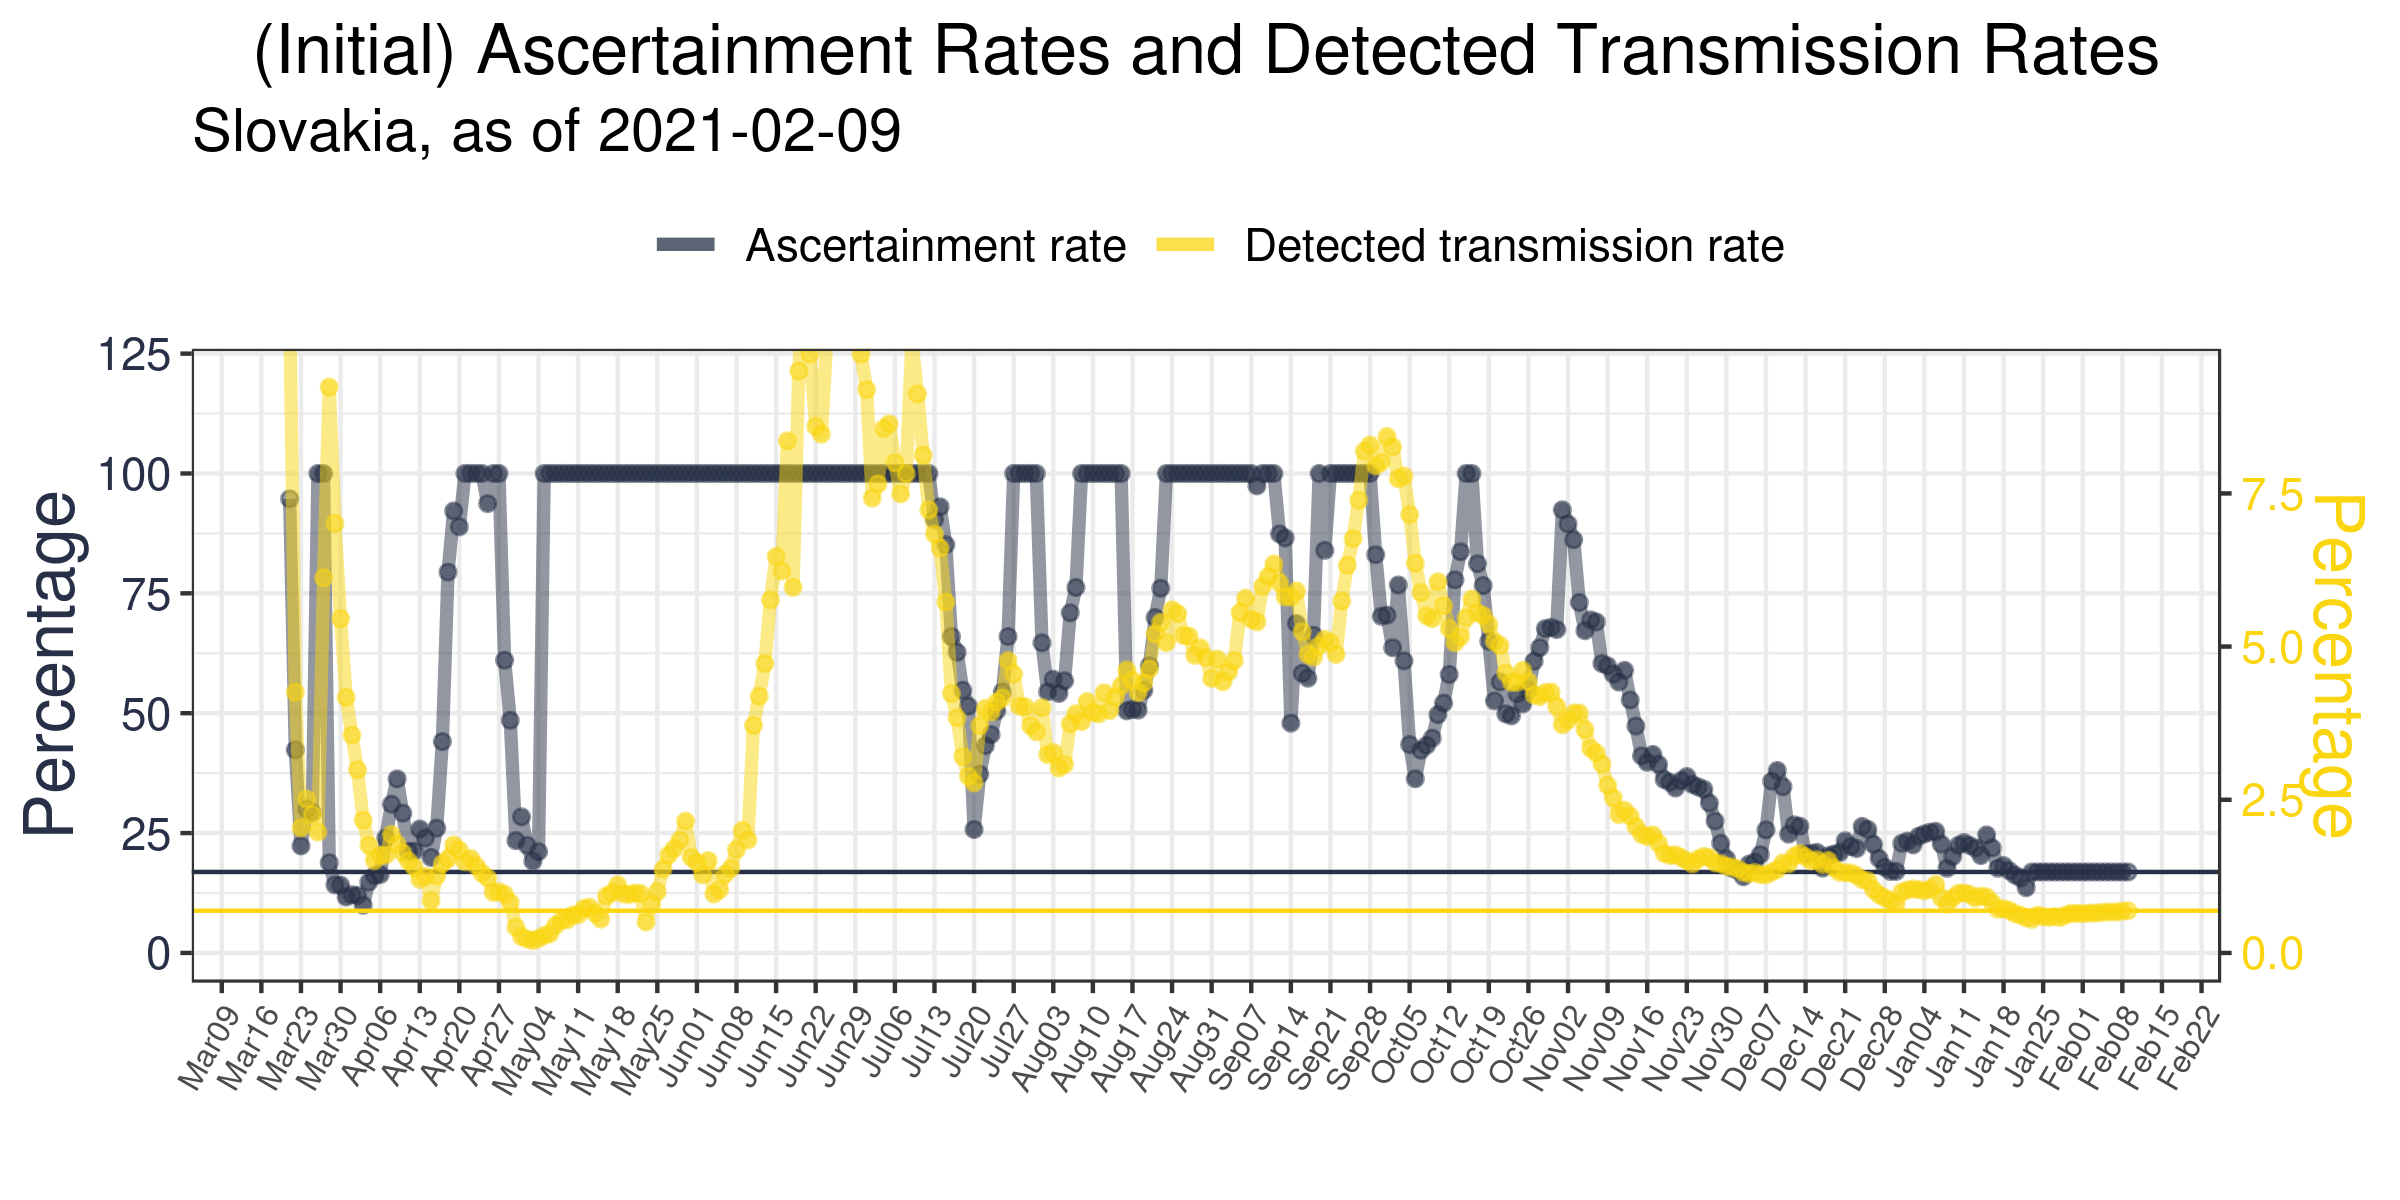 (Initial) Ascertainment Rates and Detected Transmission Rates
Slovakia, as of 2021-02-09
Ascertainment rate Detected transmission rate
Percentage
125
100
75
50
25
0
7.5
5.0
2.5
0.0
Percentage
Mar09 Mar16 Mar23 Mar30 Apr06 Apr13 Apr20 Apr27 May04 May11 May18 May25 Jun01 Jun08 Jun15 Jun22 Jun29 Jul06 Jul13 Jul20 Jul27 Aug03 Aug10 Aug17 Aug24 Aug31 Sep07 Sep14 Sep21 Sep28 Oct05 Oct12 Oct19 Oct26 Nov02 Nov09 Nov16 Nov23 Nov30 Dec07 Dec14 Dec21 Dec28 Jan04 Jan11 Jan18 Jan25 Feb01 Feb08 Feb15 Feb22